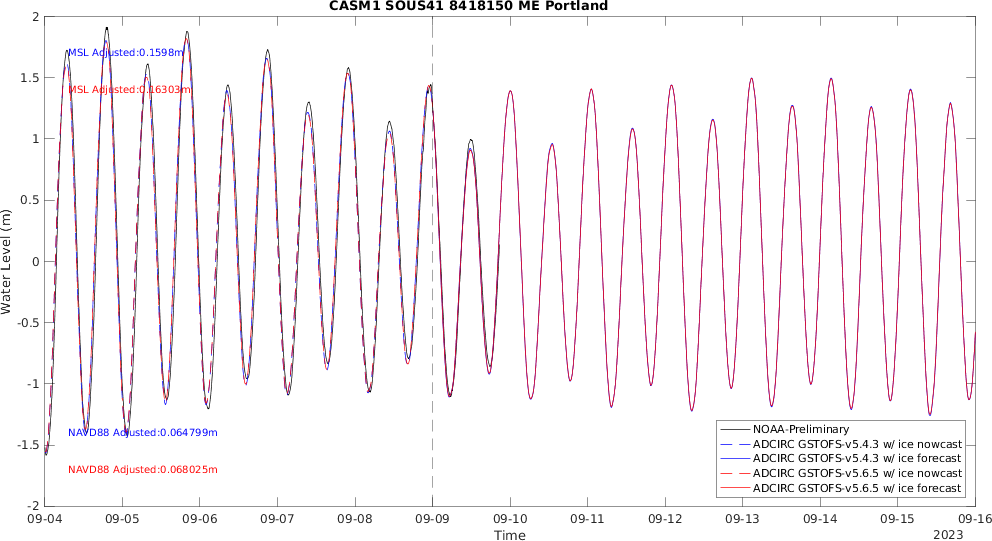 CASM1 SOUS41 8418150 ME Portland
2
1.5
1
0.5
0
-0.5
-1
-1.5
-2
Water Level (m)
MSL Adjusted:0.1598m
MSL Adjusted:0.16303m
NAVD88 Adjusted:0.064799m
NAVD88 Adjusted:0.068025m
NOAA-Preliminary
ADCIRC GSTOFS-v5.4.3 w/ ice nowcast
ADCIRC GSTOFS-v5.4.3 w/ ice forecast
ADCIRC GSTOFS-v5.6.5 w/ ice nowcast
ADCIRC GSTOFS-v5.6.5 w/ ice forecast
09-04 09-05 09-06 09-07 09-08 09-09 09-10 09-11 09-12 09-13 09-14 09-15 09-16
Time
2023